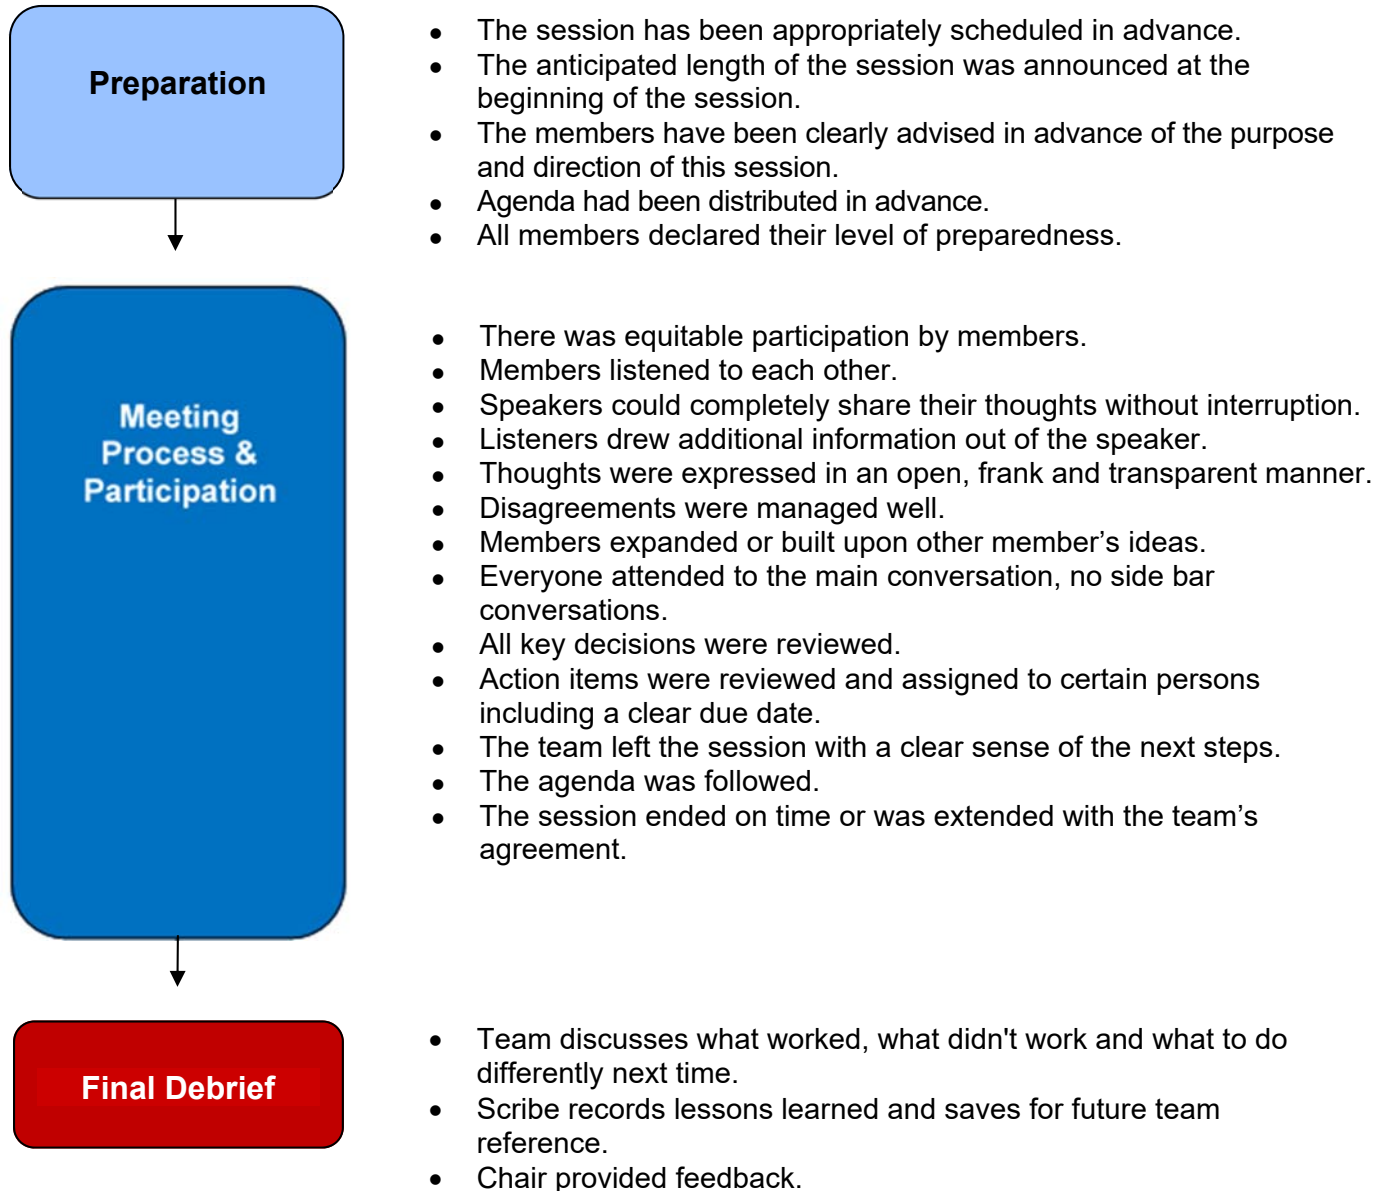 Preparation
• The session has been appropriately scheduled in advance.
• The anticipated length of the session was announced at the
beginning of the session.
• The members have been clearly advised in advance of the purpose
and direction of this session.
• Agenda had been distributed in advance.
• All members declared their level of preparedness.
Meeting
Process &
Participation
• There was equitable participation by members.
• Members listened to each other.
• Speakers could completely share their thoughts without interruption.
• Listeners drew additional information out of the speaker.
• Thoughts were expressed in an open, frank and transparent manner.
• Disagreements were managed well.
• Members expanded or built upon other member’s ideas.
• Everyone attended to the main conversation, no side bar
conversations.
• All key decisions were reviewed.
• Action items were reviewed and assigned to certain persons
including a clear due date.
• The team left the session with a clear sense of the next steps.
• The agenda was followed.
• The session ended on time or was extended with the team’s
agreement.
Final Debrief
• Team discusses what worked, what didn't work and what to do
differently next time.
• Scribe records lessons learned and saves for future team
reference.
• Chair provided feedback.